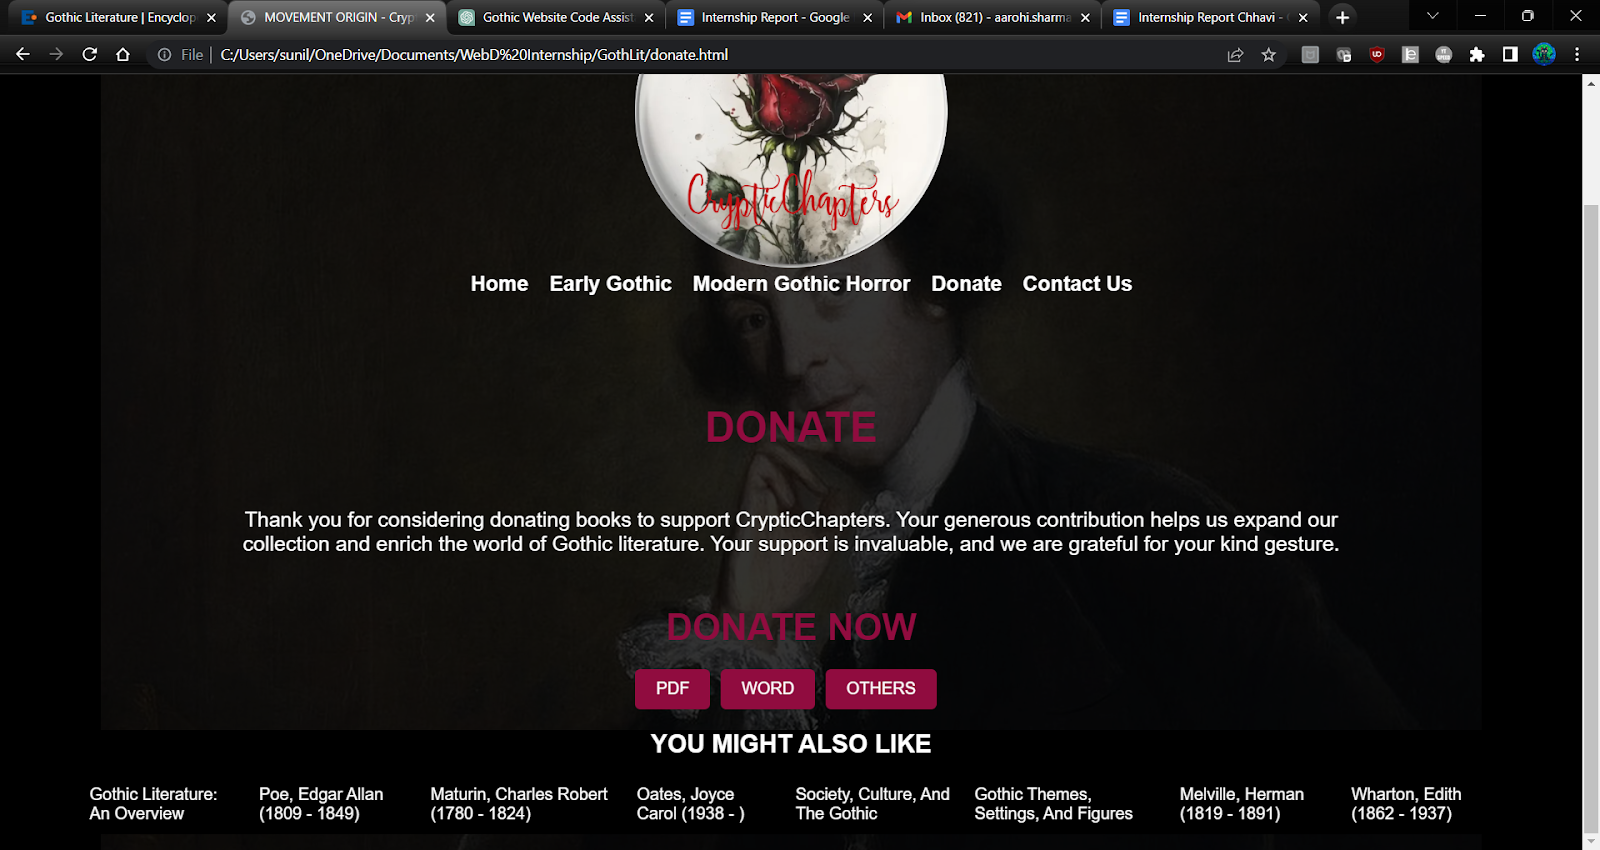 Gothic Literature | Encyclop
MOVEMENT ORIGIN - Cryp
Gothic Website Code Assist
Internship Report - Google
Inbox (821) - aarohi.sharma
Internship Report Chhavi -
File
C:/Users/sunil/OneDrive/Documents/WebD%20Internship/GothLit/donate.html
CrypticChapters
Home Early Gothic Modern Gothic Horror Donate Contact Us
DONATE
Thank you for considering donating books to support CrypticChapters. Your generous contribution helps us expand our
collection and enrich the world of Gothic literature. Your support is invaluable, and we are grateful for your kind gesture.
DONATE NOW
PDF WORD OTHERS
YOU MIGHT ALSO LIKE
Gothic Literature:
An Overview
Poe, Edgar Allan
(1809 - 1849)
Maturin, Charles Robert
(1780 - 1824)
Oates, Joyce
Carol (1938 - )
Society, Culture, And
The Gothic
Gothic Themes,
Settings, And Figures
Melville, Herman
(1819 - 1891)
Wharton, Edith
(1862 - 1937)